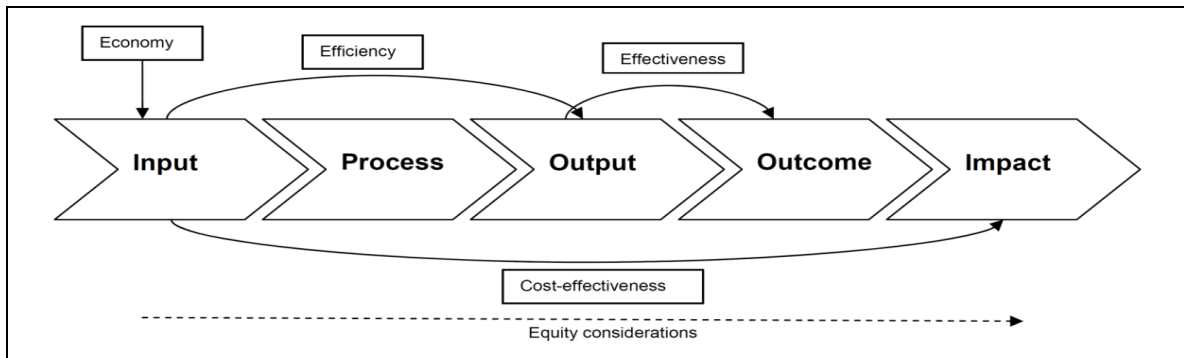 Economy
Efficiency
Effectiveness
Input
Process
Output
Outcome
Impact
Cost-effectiveness
Equity considerations